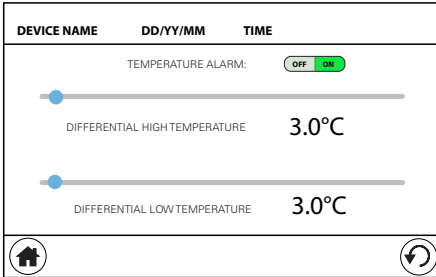 DEVICE NAME DD/YY/MM TIME
TEMPERATURE ALARM: OFF ON
DIFFERENTIAL HIGH TEMPERATURE 3.0°C
DIFFERENTIAL LOW TEMPERATURE 3.0°C